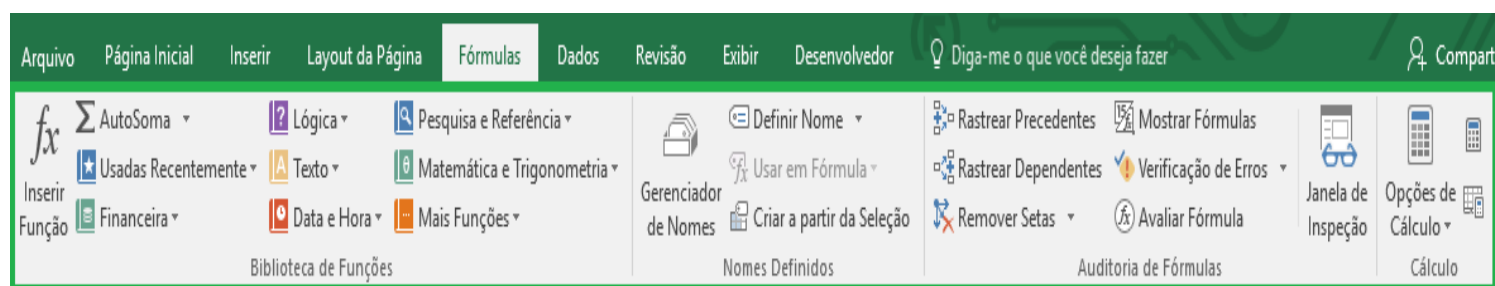 Arquivo Página Inicial Inserir Layout da Página Fórmulas Dados Revisão Exibir Desenvolvedor Diga-me o que você deseja fazer Compart
fx
Inserir
Função
AutoSoma
Usadas Recentemente
Financeira
Lógica
Texto
Data e Hora
Pesquisa e Referência
Matemática e Trigonometria
Mais Funções
Biblioteca de Funções
Gerenciador
de Nomes
Definir Nome
Usar em Fórmula
Criar a partir da Seleção
Nomes Definidos
Rastrear Precedentes
Rastrear Dependentes
Remover Setas
Mostrar Fórmulas
Verificação de Erros
Avaliar Fórmula
Janela de
Inspeção
Auditoria de Fórmulas
Opções de
Cálculo
Cálculo